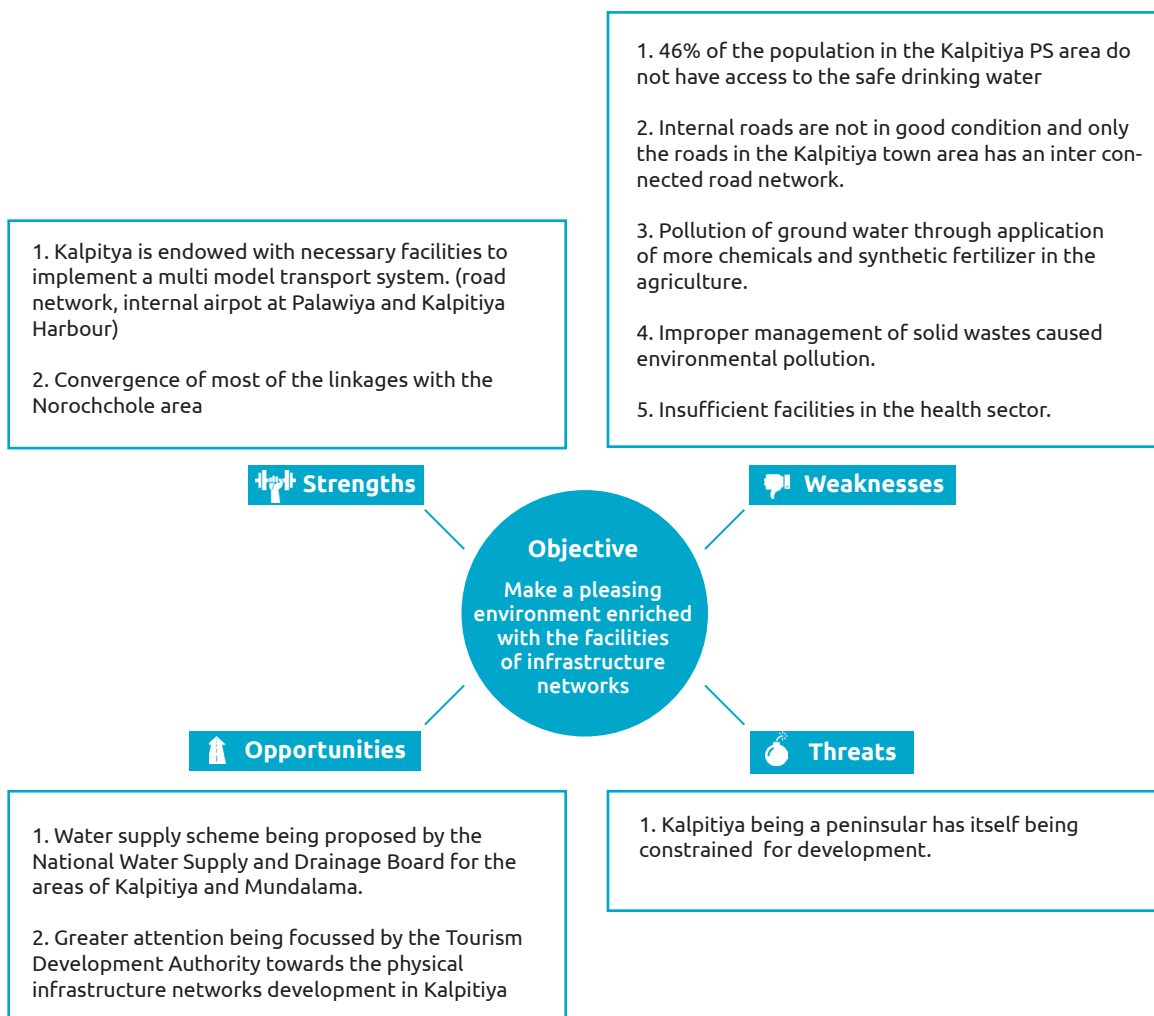 1. Kalpitya is endowed with necessary facilities to
implement a multi model transport system. (road
network, internal airpot at Palawiya and Kalpitiya
Harbour)
2. Convergence of most of the linkages with the
Norochchole area
Strengths
1. 46% of the population in the Kalpitiya PS area do
not have access to the safe drinking water
2. Internal roads are not in good condition and only
the roads in the Kalpitiya town area has an inter con-
nected road network.
3. Pollution of ground water through application
of more chemicals and synthetic fertilizer in the
agriculture.
4. Improper management of solid wastes caused
environmental pollution.
5. Insufficient facilities in the health sector.
Weaknesses
Objective
Make a pleasing
environment enriched
with the facilities
of infrastructure
networks
Opportunities
1. Water supply scheme being proposed by the
National Water Supply and Drainage Board for the
areas of Kalpitiya and Mundalama.
2. Greater attention being focussed by the Tourism
Development Authority towards the physical
infrastructure networks development in Kalpitiya
Threats
1. Kalpitiya being a peninsular has itself being
constrained  for development.